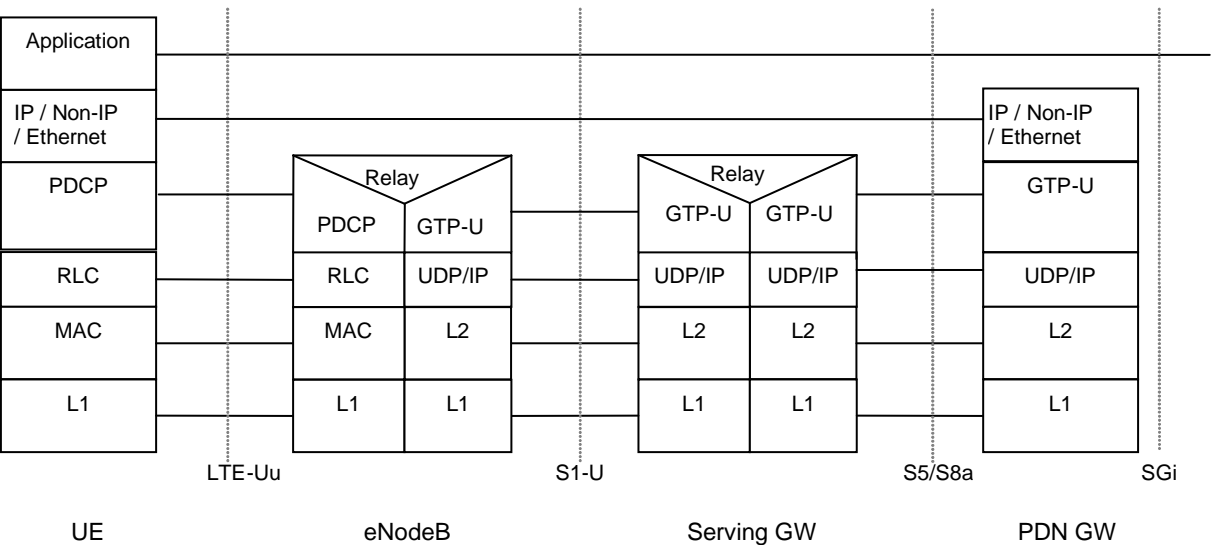 Application
IP / Non-IP
/ Ethernet
IP / Non-IP
/ Ethernet
PDCP
Relay
Relay
GTP-U
PDCP
GTP-U
GTP-U
GTP-U
RLC
RLC
UDP/IP
UDP/IP
UDP/IP
UDP/IP
MAC
MAC
L2
L2
L2
L2
L1
L1
L1
L1
L1
L1
LTE-Uu
S1-U
S5/S8a
SGi
UE
eNodeB
Serving GW
PDN GW